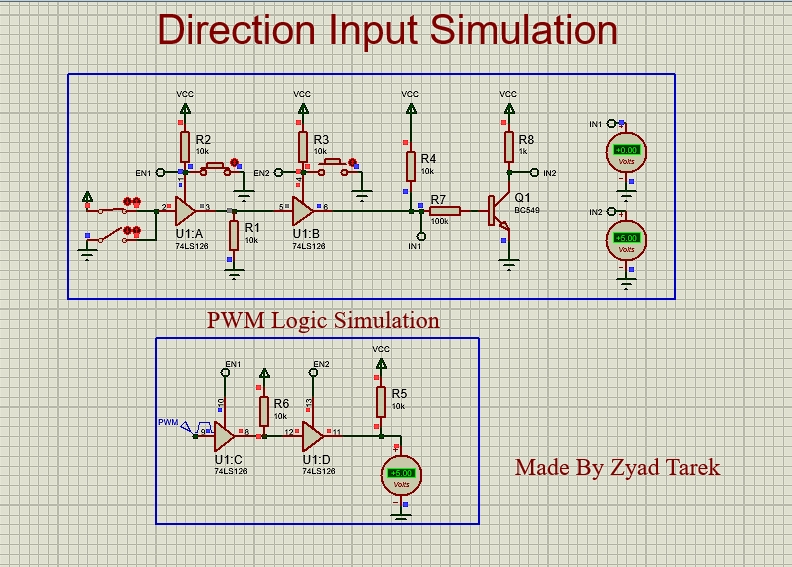 Direction Input Simulation
VCC VCC VCC VCC
R2 10k
R3 10k
R4 10k
R8 1k
IN1
+0.00
Volts
EN1 EN2 IN2
1 4
R7 100k
Q1 BC549
IN2
+5.00
Volts
2 3 5 6
U1:A 74LS126
R1 10k
U1:B 74LS126
IN1
PWM Logic Simulation
VCC
EN1 EN2
R6 10k
R5 10k
10 13
PWM
9 8 12 11
U1:C 74LS126
U1:D 74LS126
+5.00
Volts
Made By Zyad Tarek